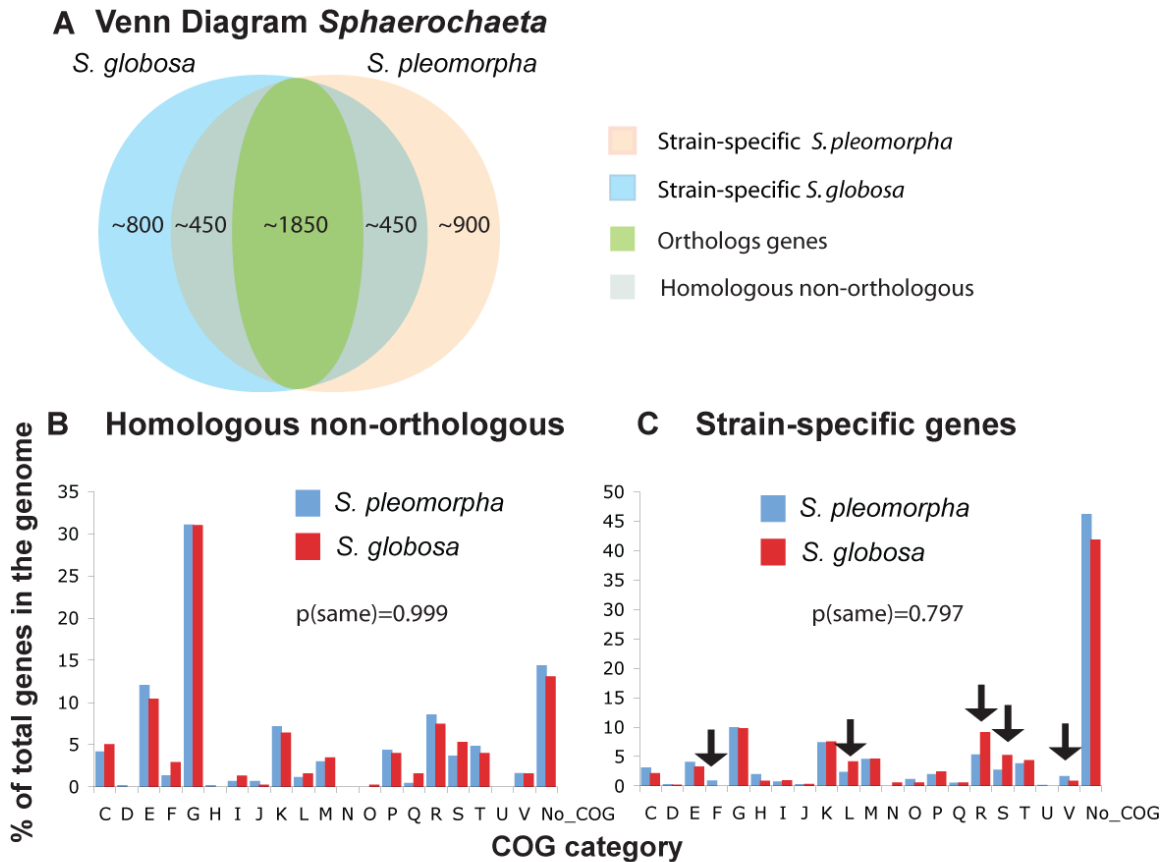 A Venn Diagram Sphaerochaeta
S. globosa S. pleomorpha
~800 ~450 ~1850 ~450 ~900
Strain-specific S. pleomorpha
Strain-specific S. globosa
Orthologs genes
Homologous non-orthologous
B Homologous non-orthologous
% of total genes in the genome
35
30
25
20
15
10
5
0
S. pleomorpha
S. globosa
p(same)=0.999
C D E F G H I J K L M N O P Q R S T U V No_COG
C Strain-specific genes
50
45
40
35
30
25
20
15
10
5
0
S. pleomorpha
S. globosa
p(same)=0.797
C D E F G H I J K L M N O P Q R S T U V No_COG
COG category